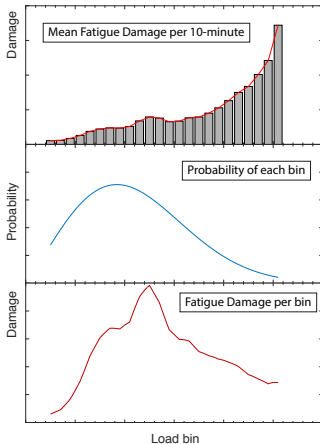 Damage
Mean Fatigue Damage per 10-minute
Probability
Probability of each bin
Damage
Fatigue Damage per bin
Load bin